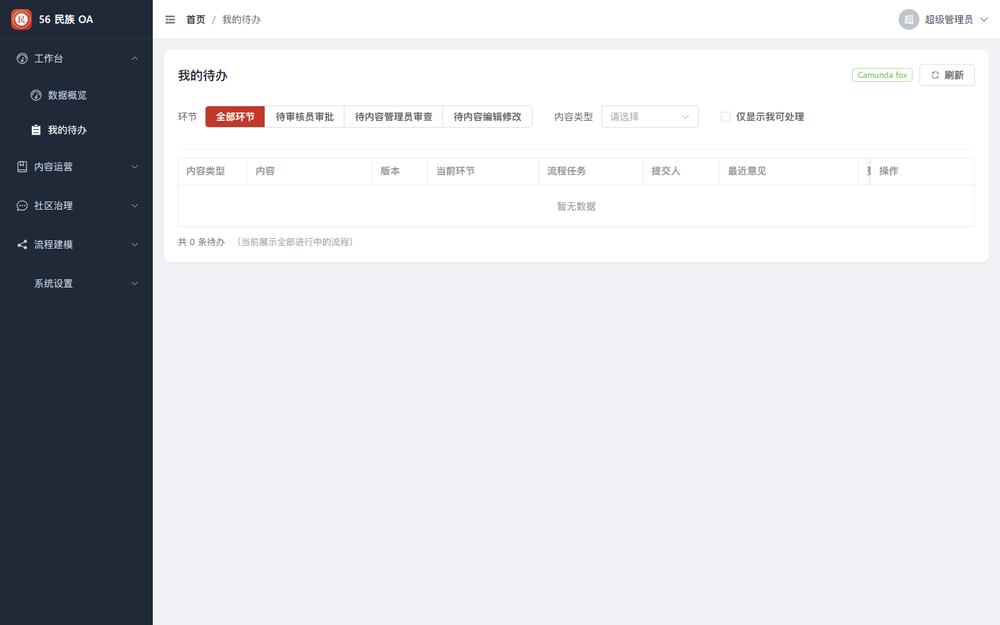 民 56 民族 OA
首页 / 我的待办
超 超级管理员
工作台
数据概览
我的待办
内容运营
社区治理
流程建模
系统设置
我的待办
Camunda fox
刷新
环节 全部环节 待审核员审批 待内容管理员审查 待内容编辑修改 内容类型 请选择 仅显示我可处理
内容类型 内容 版本 当前环节 流程任务 提交人 最近意见 操作
暂无数据
共 0 条待办 （当前展示全部进行中的流程）